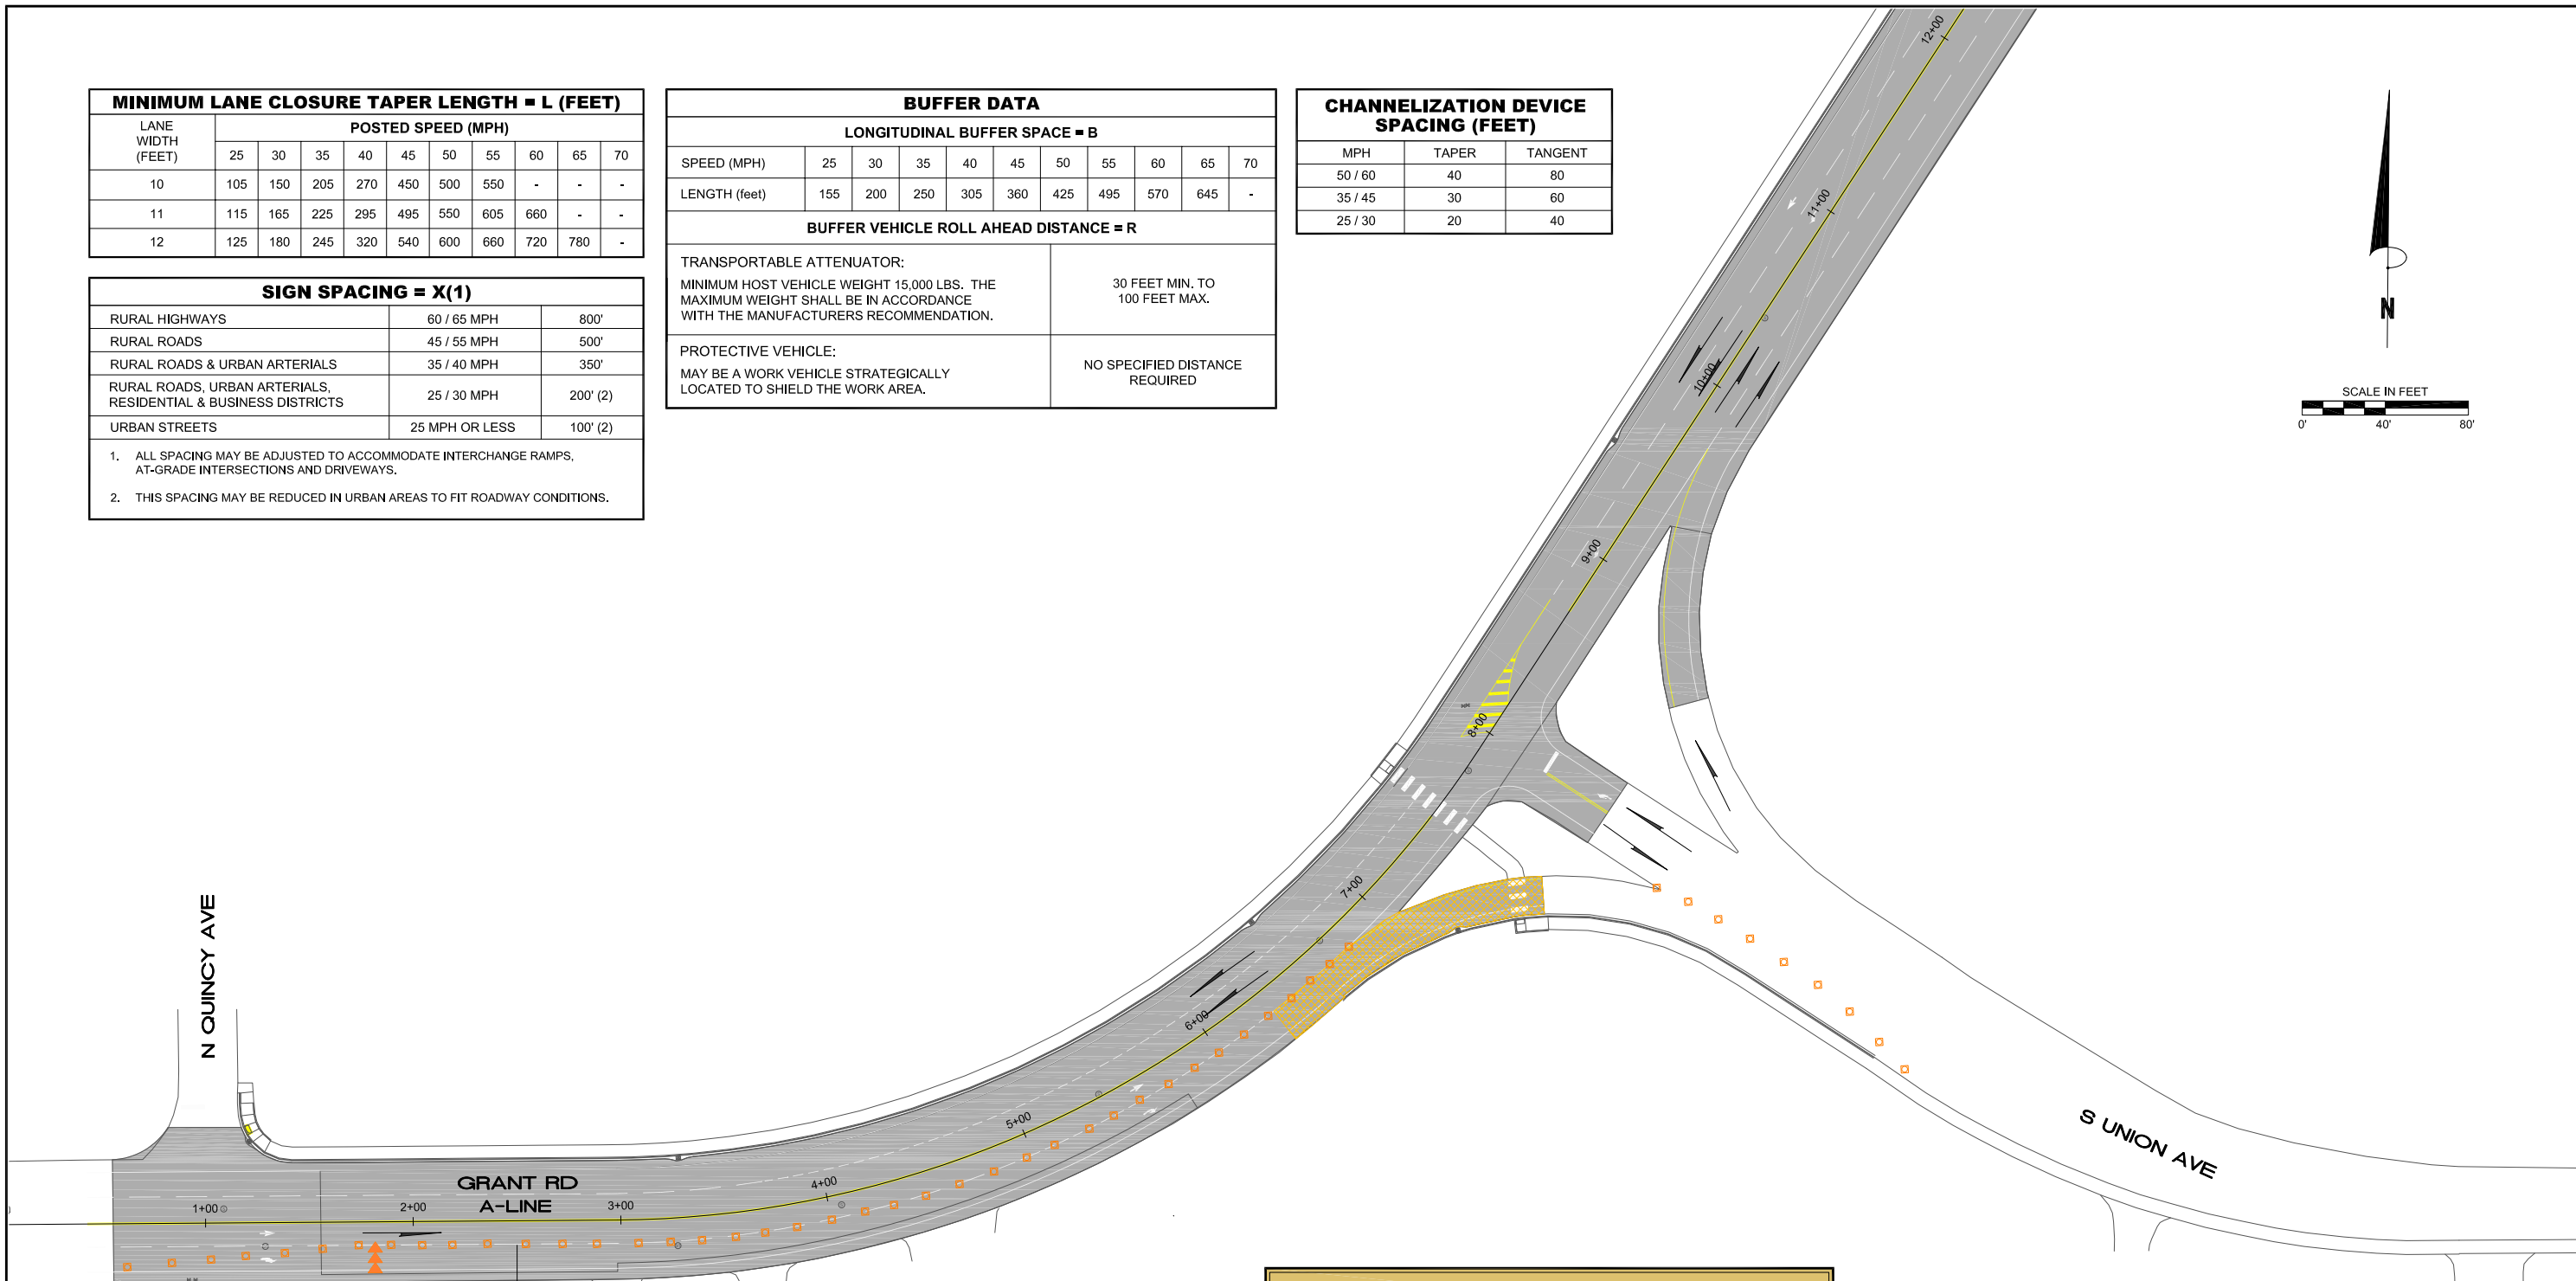 MINIMUM LANE CLOSURE TAPER LENGTH = L (FEET)
LANE WIDTH (FEET) POSTED SPEED (MPH)
25 30 35 40 45 50 55 60 65 70
10 105 150 205 270 450 500 550 - - -
11 115 165 225 295 495 550 605 660 - -
12 125 180 245 320 540 600 660 720 780 -
SIGN SPACING = X(1)
RURAL HIGHWAYS 60 / 65 MPH 800'
RURAL ROADS 45 / 55 MPH 500'
RURAL ROADS & URBAN ARTERIALS 35 / 40 MPH 350'
RURAL ROADS, URBAN ARTERIALS,
RESIDENTIAL & BUSINESS DISTRICTS 25 / 30 MPH 200' (2)
URBAN STREETS 25 MPH OR LESS 100' (2)
1. ALL SPACING MAY BE ADJUSTED TO ACCOMMODATE INTERCHANGE RAMPS,
AT-GRADE INTERSECTIONS AND DRIVEWAYS.
2. THIS SPACING MAY BE REDUCED IN URBAN AREAS TO FIT ROADWAY CONDITIONS.
BUFFER DATA
LONGITUDINAL BUFFER SPACE = B
SPEED (MPH) 25 30 35 40 45 50 55 60 65 70
LENGTH (feet) 155 200 250 305 360 425 495 570 645 -
BUFFER VEHICLE ROLL AHEAD DISTANCE = R
TRANSPORTABLE ATTENUATOR:
MINIMUM HOST VEHICLE WEIGHT 15,000 LBS. THE
MAXIMUM WEIGHT SHALL BE IN ACCORDANCE
WITH THE MANUFACTURERS RECOMMENDATION.
30 FEET MIN. TO
100 FEET MAX.
PROTECTIVE VEHICLE:
MAY BE A WORK VEHICLE STRATEGICALLY
LOCATED TO SHIELD THE WORK AREA.
NO SPECIFIED DISTANCE
REQUIRED
CHANNELIZATION DEVICE
SPACING (FEET)
MPH TAPER TANGENT
50 / 60 40 80
35 / 45 30 60
25 / 30 20 40
N
SCALE IN FEET
0' 40' 80'
12+00
11+00
10+00
9+00
8+00
7+00
6+00
5+00
4+00
3+00
2+00
1+00
N QUINCY AVE
GRANT RD
A-LINE
S UNION AVE